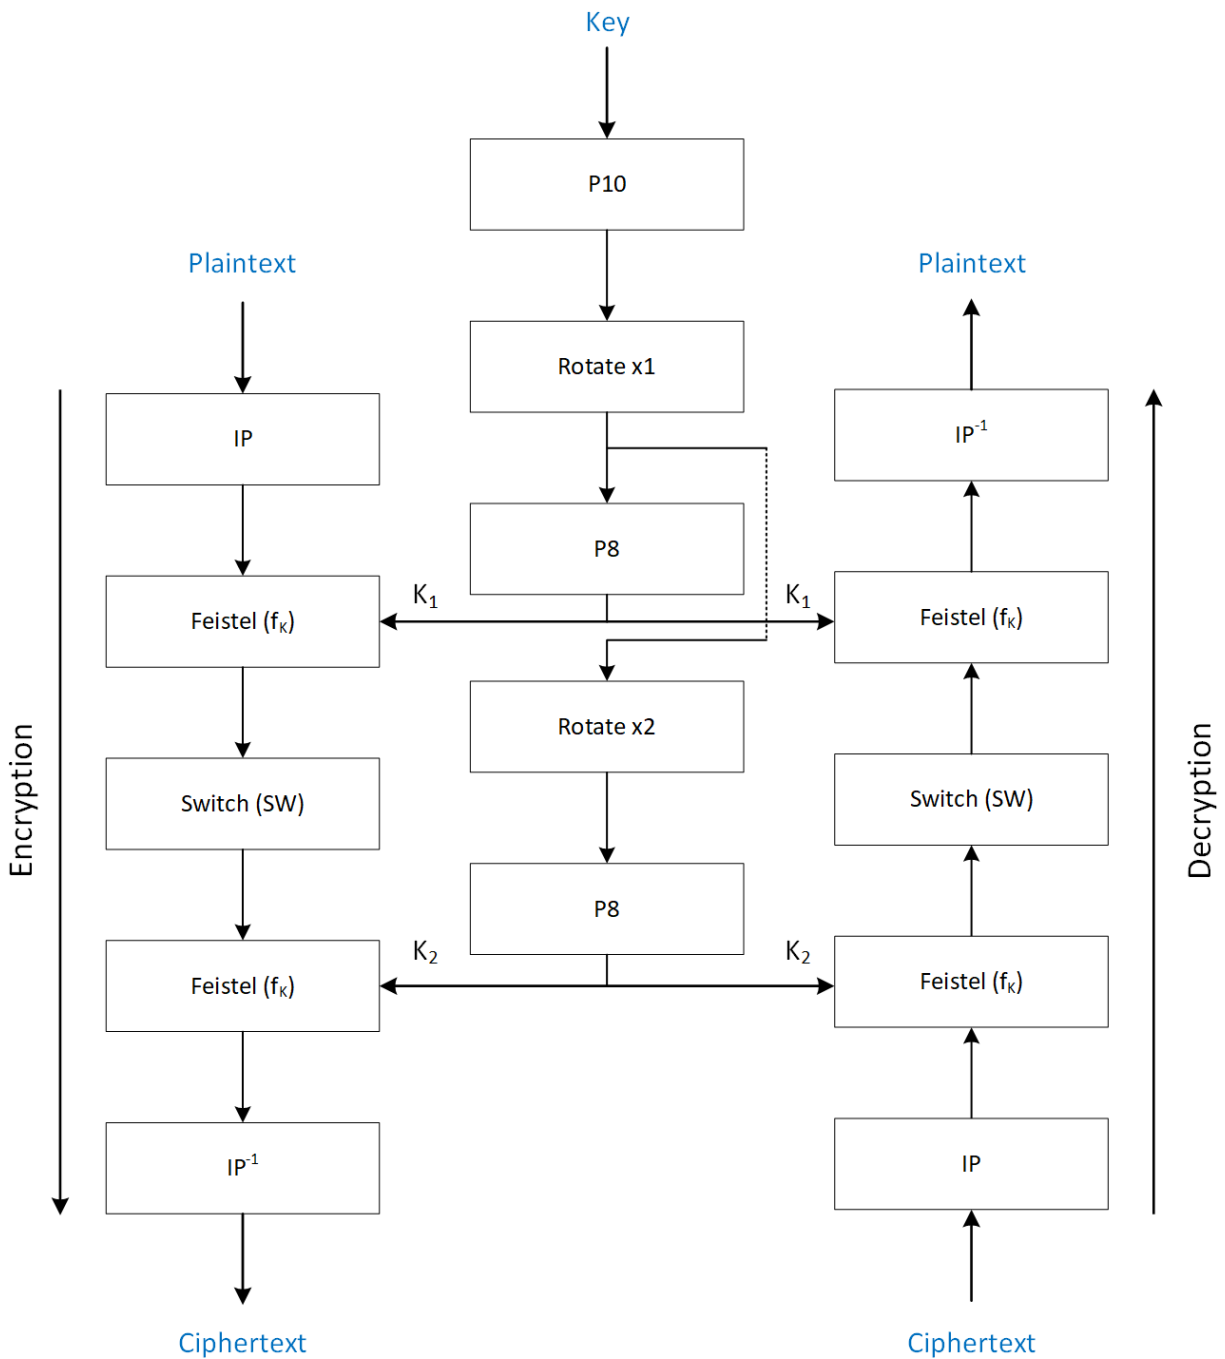 Key
P10
Plaintext
Plaintext
Rotate x1
IP
IP-1
P8
K1
K1
Feistel (fK)
Feistel (fK)
Rotate x2
Encryption
Decryption
Switch (SW)
Switch (SW)
P8
K2
K2
Feistel (fK)
Feistel (fK)
IP-1
IP
Ciphertext
Ciphertext